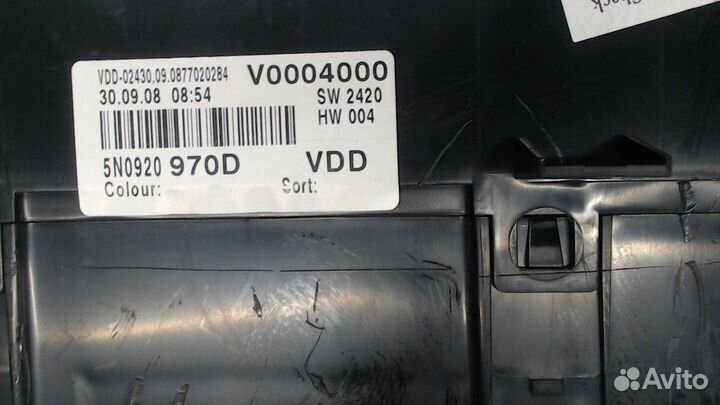 Check
VDD-02430.09.0877020284 V0004000
30.09.08 08:54 SW 2420
HW 004
5N0920 970D VDD
Colour: Sort:
Avito